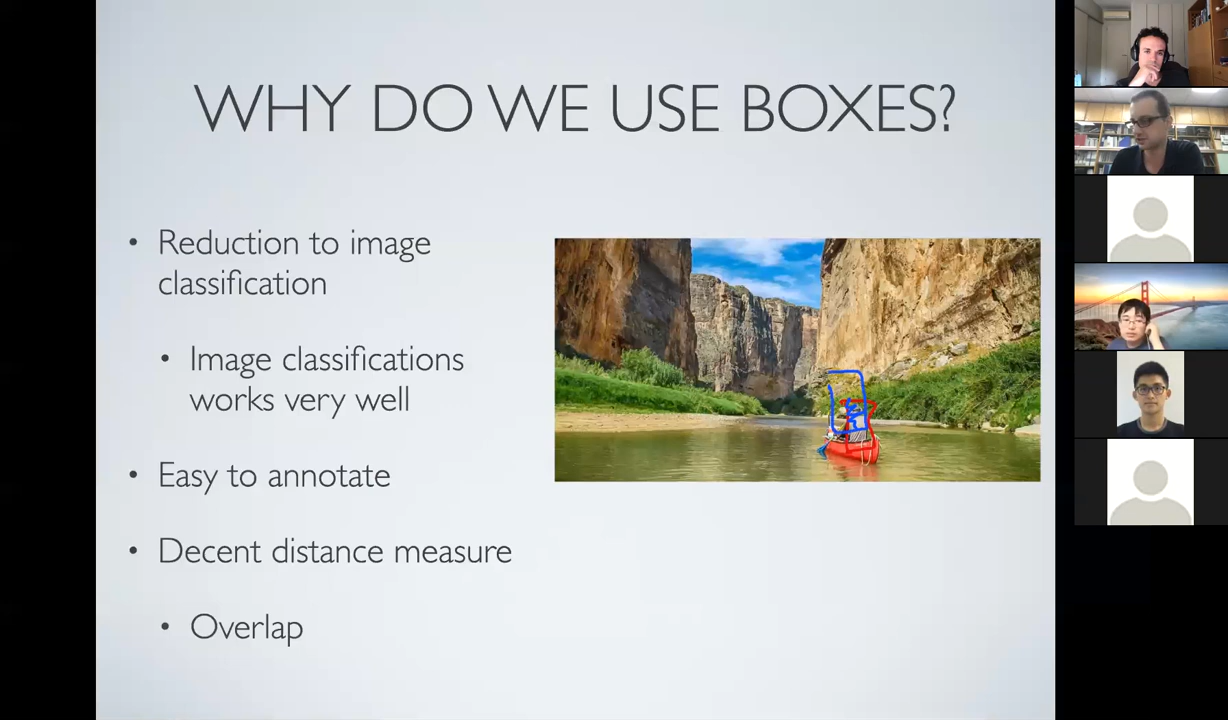 WHY DO WE USE BOXES?
• Reduction to image
classification
• Image classifications
works very well
• Easy to annotate
• Decent distance measure
• Overlap